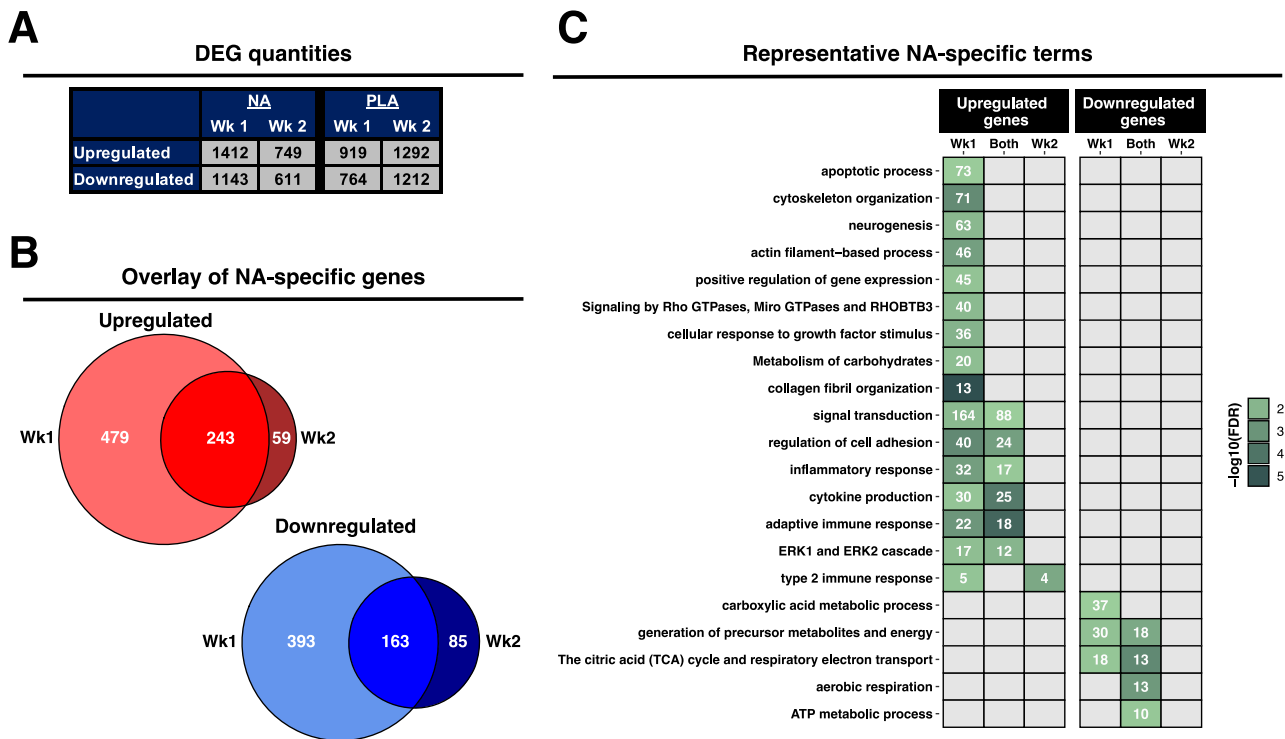 A
DEG quantities
NA PLA
Wk 1 Wk 2 Wk 1 Wk 2
Upregulated 1412 749 919 1292
Downregulated 1143 611 764 1212
B
Overlay of NA-specific genes
Upregulated
Wk1 479 243 59 Wk2
Downregulated
Wk1 393 163 85 Wk2
C
Representative NA-specific terms
Upregulated Downregulated
genes genes
Wk1 Both Wk2 Wk1 Both Wk2
apoptotic process 73
cytoskeleton organization 71
neurogenesis 63
actin filament−based process 46
positive regulation of gene expression 45
Signaling by Rho GTPases, Miro GTPases and RHOBTB3 40
cellular response to growth factor stimulus 36
Metabolism of carbohydrates 20
collagen fibril organization 13
signal transduction 164 88
regulation of cell adhesion 40 24
inflammatory response 32 17
cytokine production 30 25
adaptive immune response 22 18
ERK1 and ERK2 cascade 17 12
type 2 immune response 5 4
carboxylic acid metabolic process 37
generation of precursor metabolites and energy 30 18
The citric acid (TCA) cycle and respiratory electron transport 18 13
aerobic respiration 13
ATP metabolic process 10
−log10(FDR)
2
3
4
5